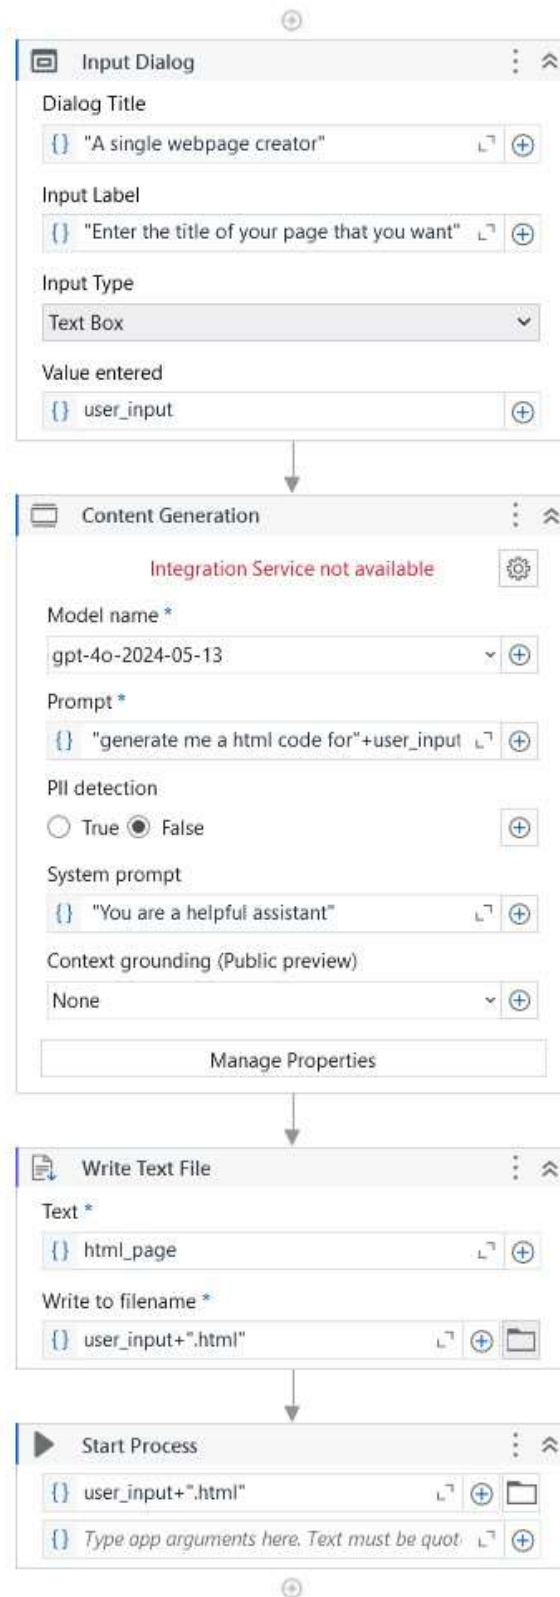 Input Dialog
Dialog Title
{} "A single webpage creator"
Input Label
{} "Enter the title of your page that you want"
Input Type
Text Box
Value entered
{} user_input
Content Generation
Integration Service not available
Model name *
gpt-4o-2024-05-13
Prompt *
{} "generate me a html code for"+user_input
PII detection
True False
System prompt
{} "You are a helpful assistant"
Context grounding (Public preview)
None
Manage Properties
Write Text File
Text *
{} html_page
Write to filename *
{} user_input+".html"
Start Process
{} user_input+".html"
{} Type app arguments here. Text must be quot